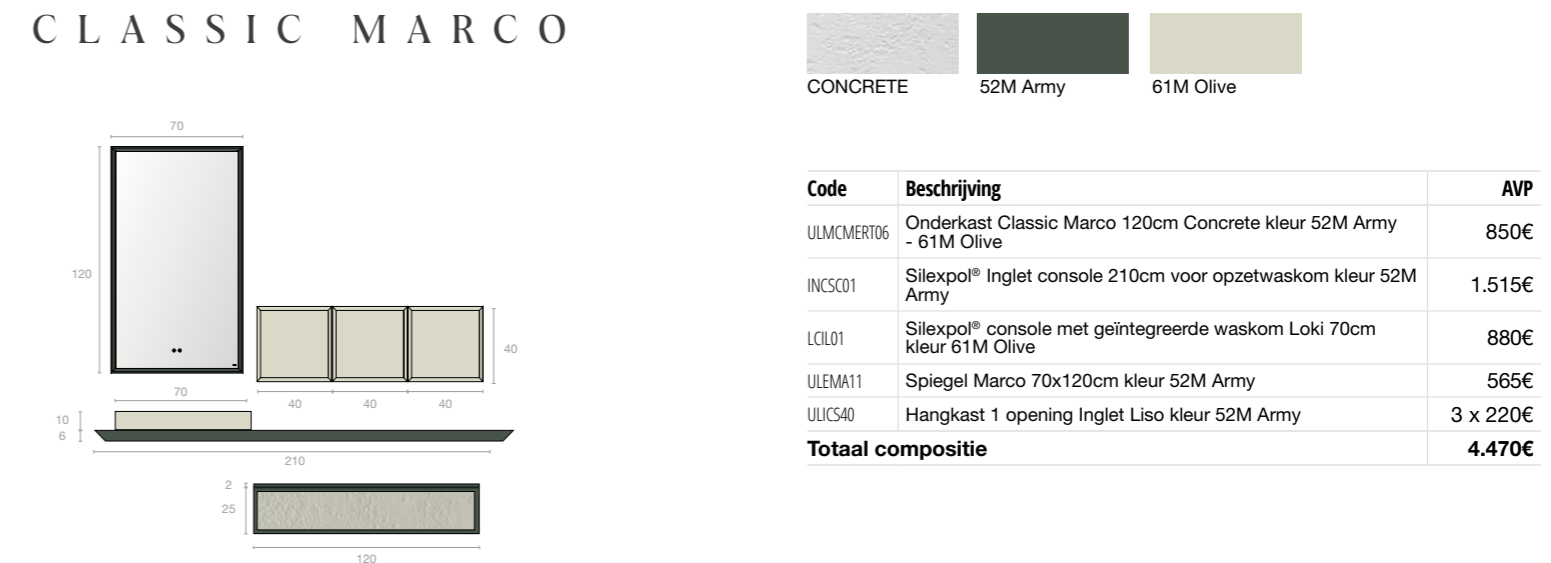 CLASSIC MARCO
CONCRETE
52M Army
61M Olive
70
120
40
40
40
40
70
10
6
210
2
25
120
Code Beschrijving AVP
ULMCMERT06 Onderkast Classic Marco 120cm Concrete kleur 52M Army
- 61M Olive 850€
INCSC01 Silexpol® Inglet console 210cm voor opzetwaskom kleur 52M
Army 1.515€
LCIL01 Silexpol® console met geïntegreerde waskom Loki 70cm
kleur 61M Olive 880€
ULEMA11 Spiegel Marco 70x120cm kleur 52M Army 565€
ULICS40 Hangkast 1 opening Inglet Liso kleur 52M Army 3 x 220€
Totaal compositie 4.470€